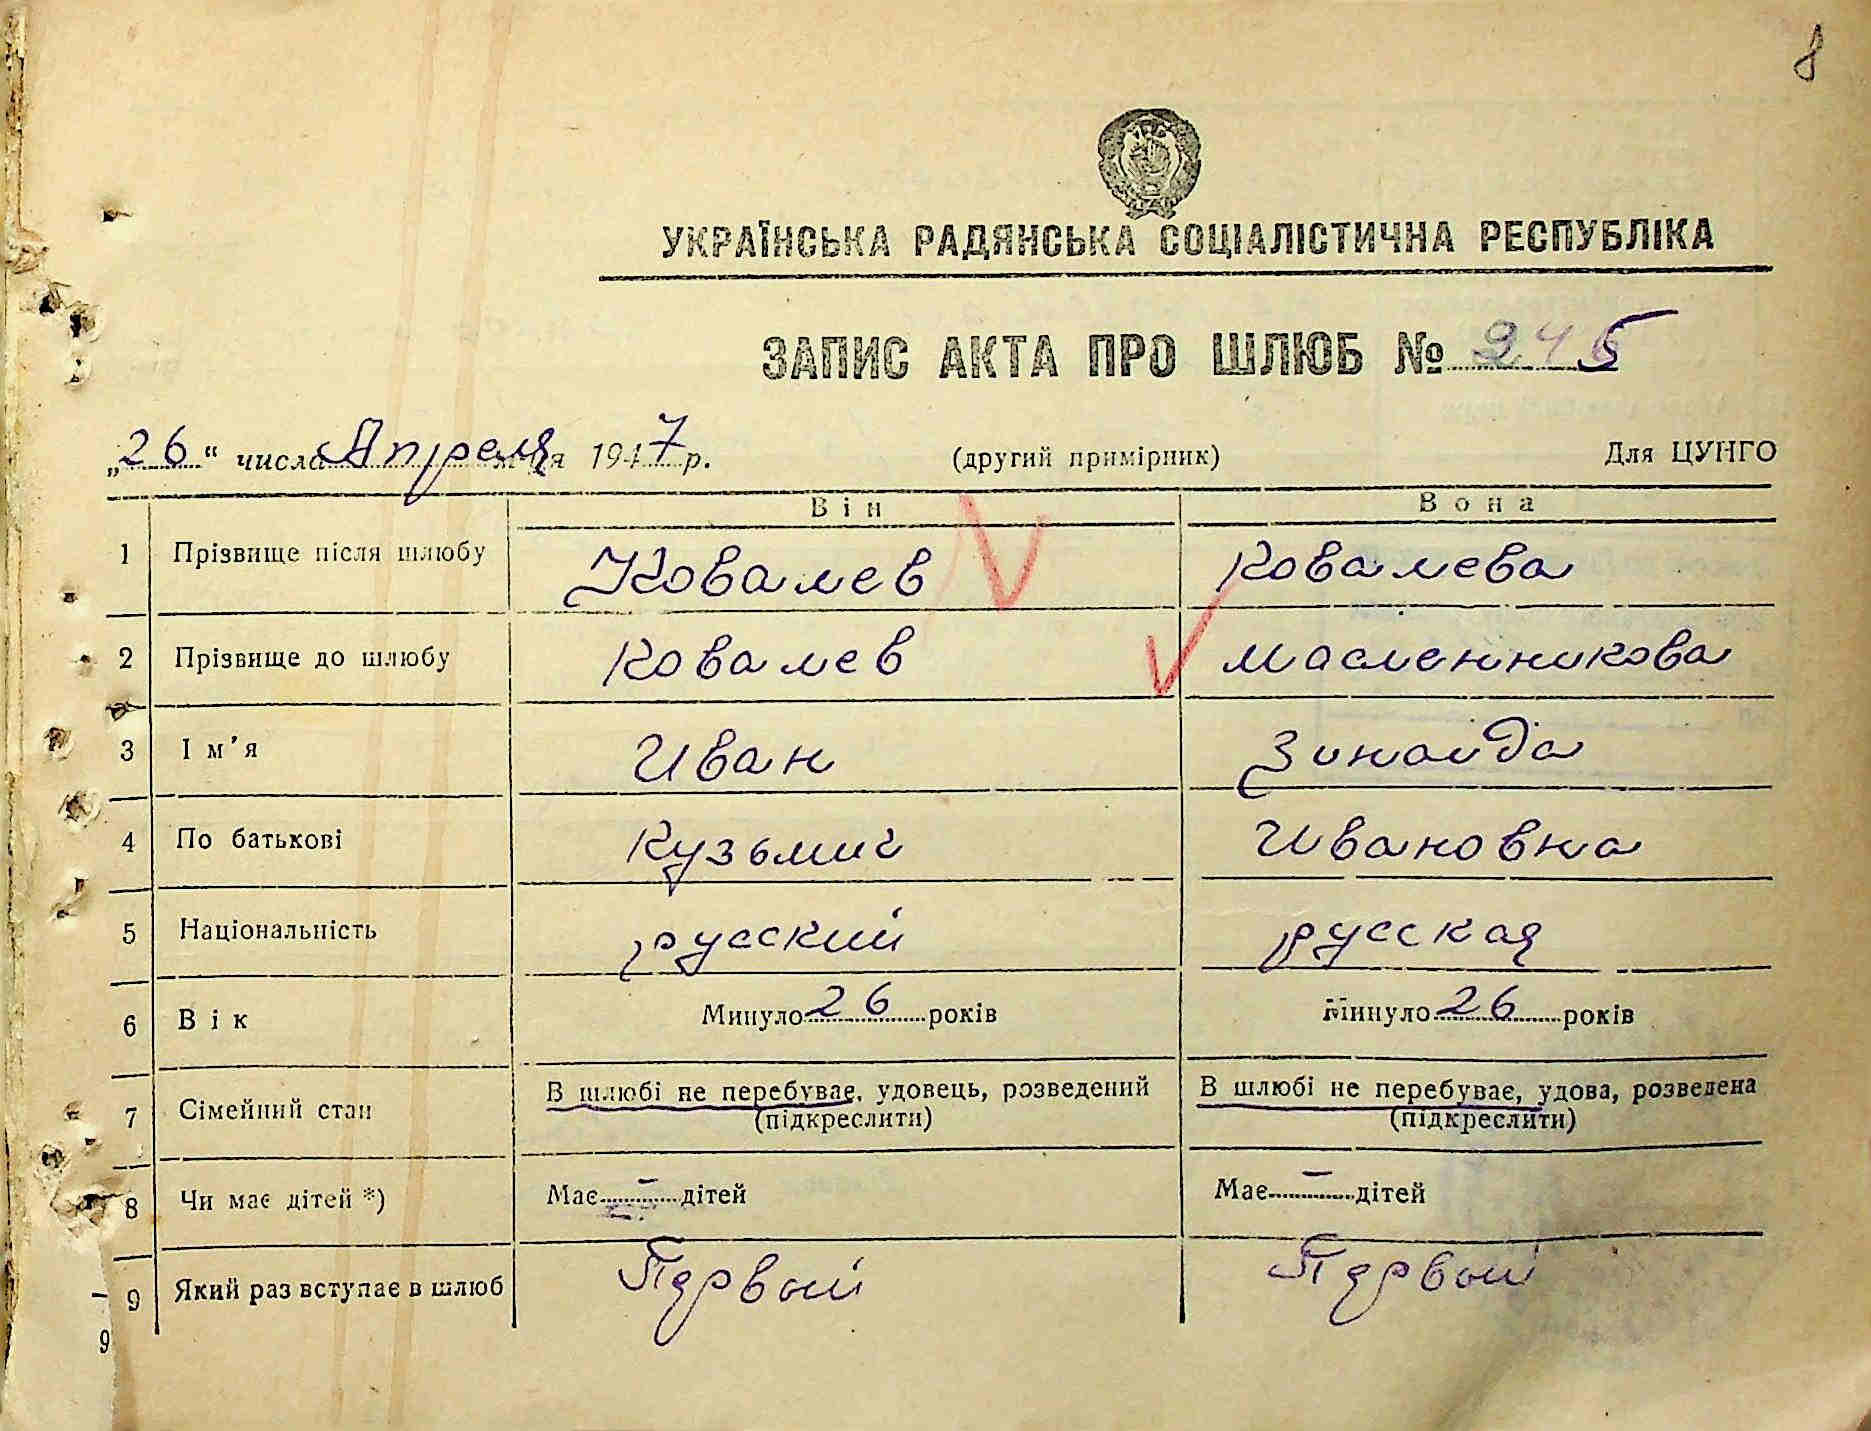 8
УКРАЇНСЬКА РАДЯНСЬКА СОЦІАЛІСТИЧНА РЕСПУБЛІКА
ЗАПИС АКТА ПРО ШЛЮБ № 245
„26“ числа Апреля м-ця 1947 р. (другий примірник) Для ЦУНГО
Він Вона
1 Прізвище після шлюбу Ковалев Ковалева
2 Прізвище до шлюбу Ковалев Масленникова
3 Ім'я Иван Зинаида
4 По батькові Кузьмич Ивановна
5 Національність русский русская
6 Вік Минуло 26 років Минуло 26 років
7 Сімейний стан В шлюбі не перебуває, удовець, розведений В шлюбі не перебуває, удова, розведена
(підкреслити) (підкреслити)
8 Чи має дітей *) Має — дітей Має — дітей
9 Який раз вступає в шлюб Первый Первый
9